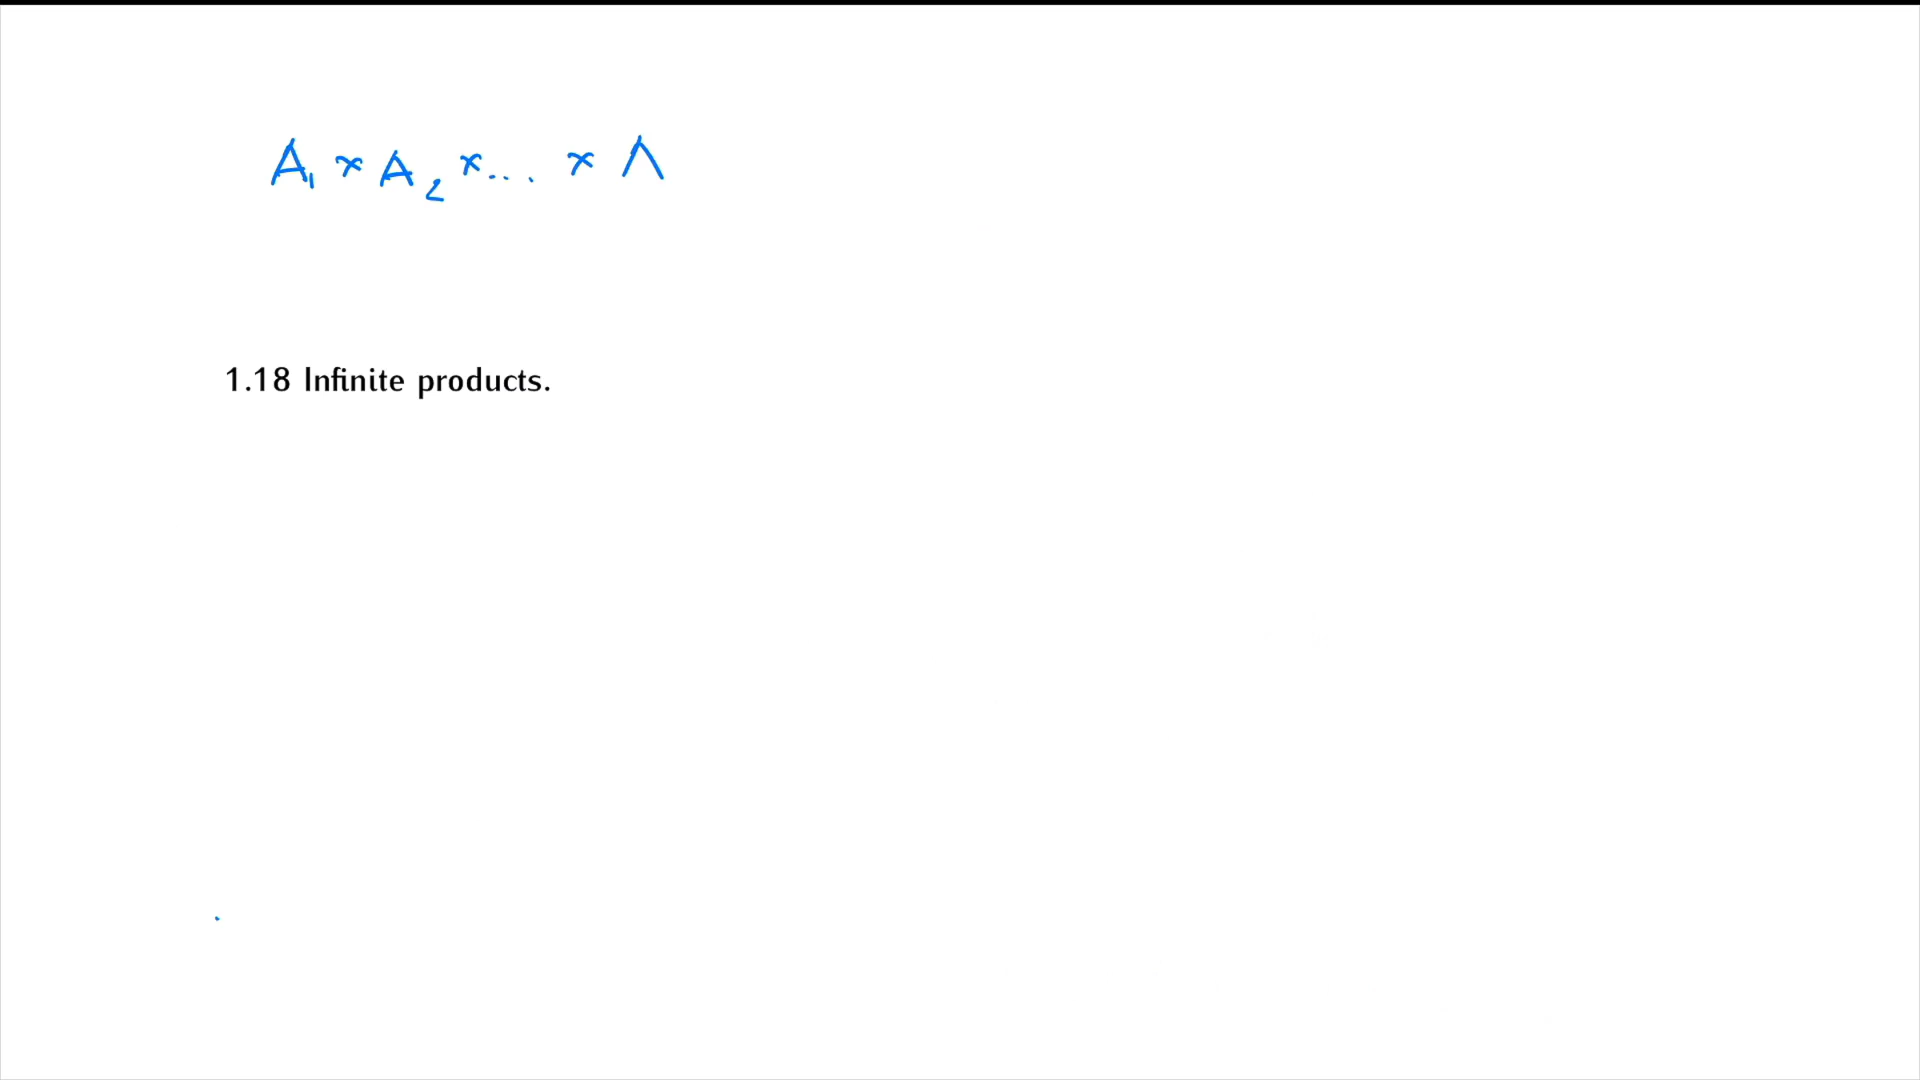 A₁ × A₂ × ... × Λ
1.18 Infinite products.